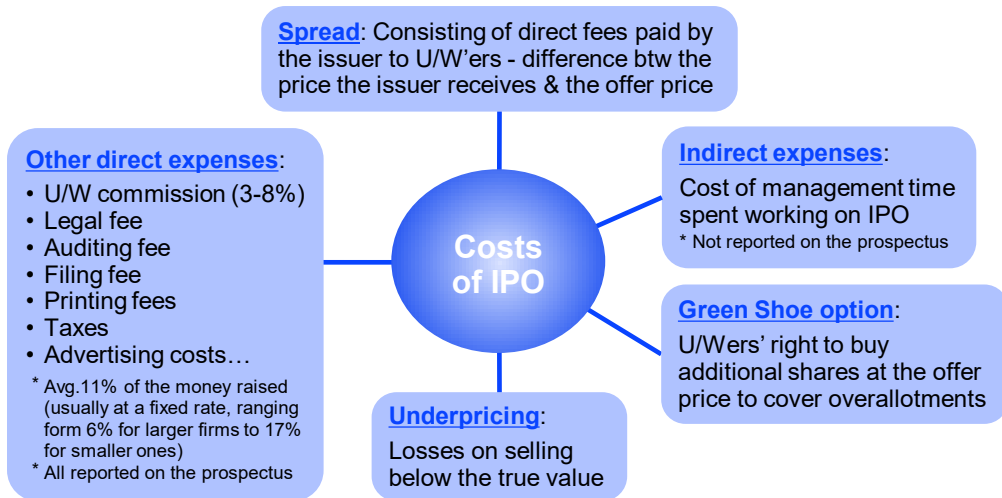 Spread: Consisting of direct fees paid by
the issuer to U/W'ers - difference btw the
price the issuer receives & the offer price
Other direct expenses:
• U/W commission (3-8%)
• Legal fee
• Auditing fee
• Filing fee
• Printing fees
• Taxes
• Advertising costs…
* Avg.11% of the money raised
(usually at a fixed rate, ranging
form 6% for larger firms to 17%
for smaller ones)
* All reported on the prospectus
Costs
of IPO
Indirect expenses:
Cost of management time
spent working on IPO
* Not reported on the prospectus
Green Shoe option:
U/Wers' right to buy
additional shares at the offer
price to cover overallotments
Underpricing:
Losses on selling
below the true value